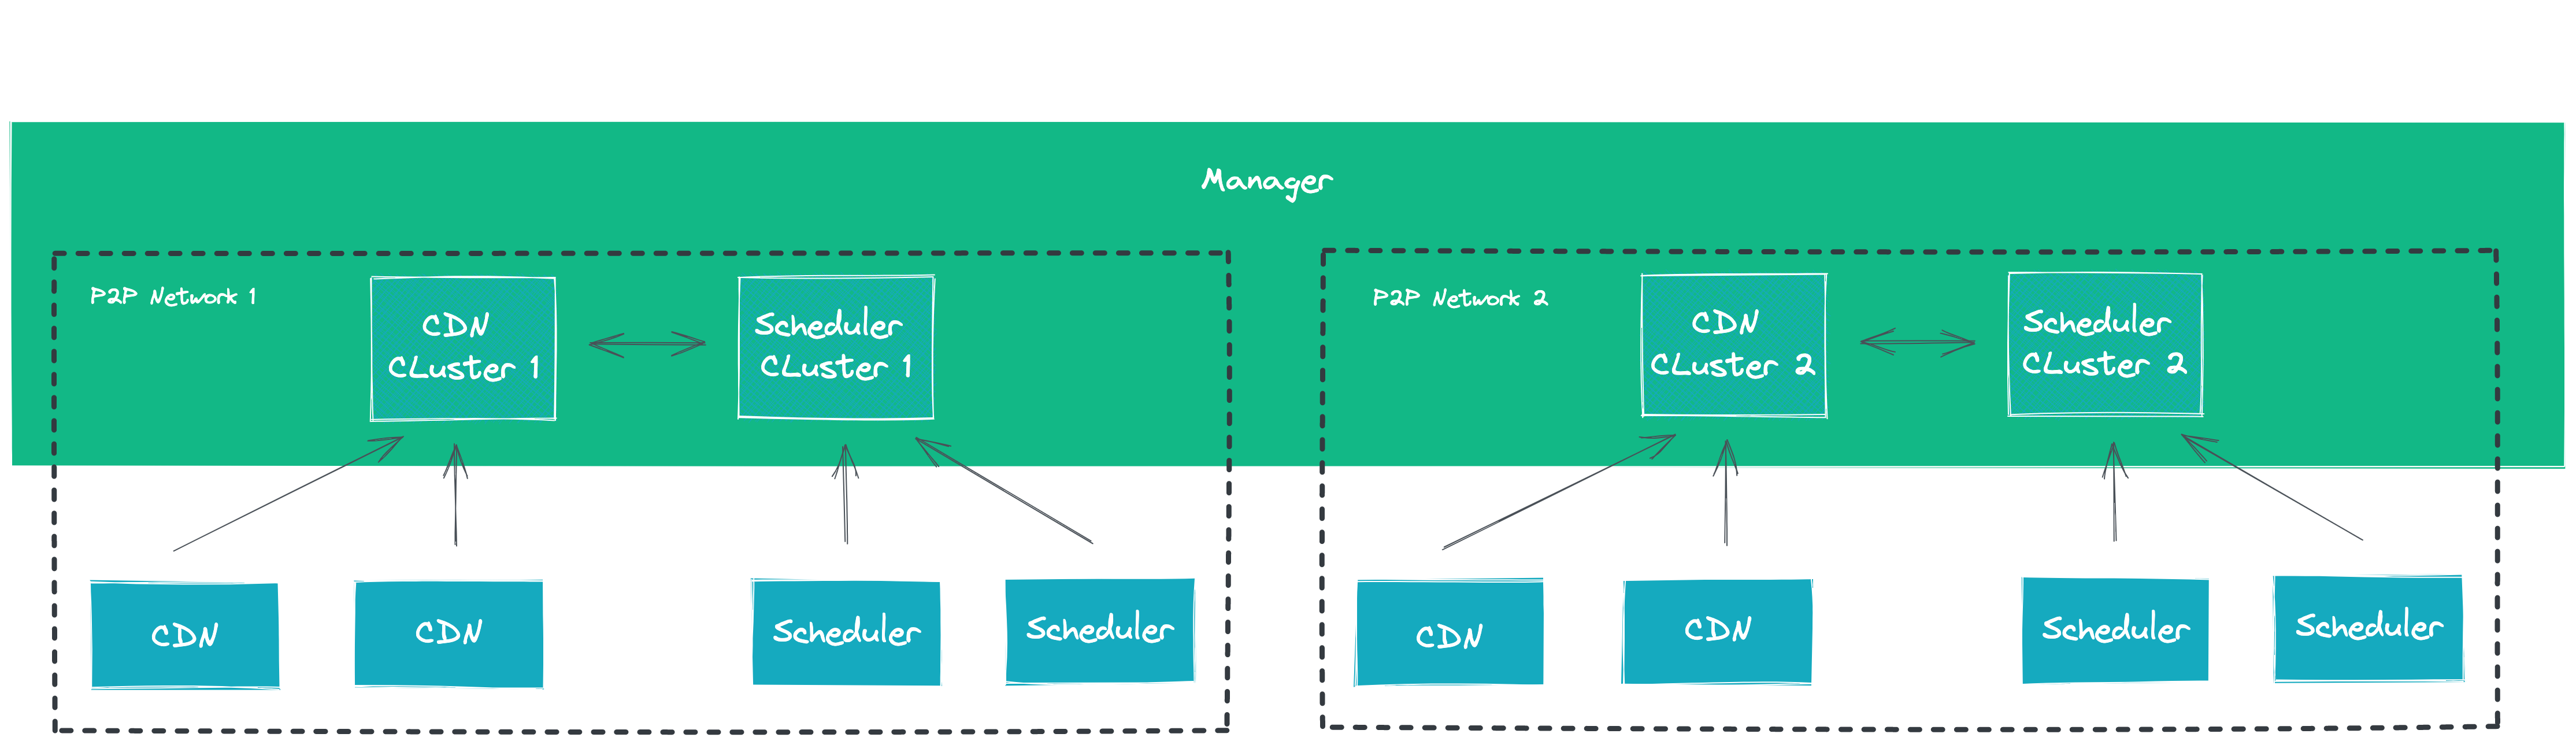 Manager
P2P Network 1
CDN
CLuster 1
Scheduler
CLuster 1
P2P Network 2
CDN
CLuster 2
Scheduler
CLuster 2
CDN
CDN
Scheduler
Scheduler
CDN
CDN
Scheduler
Scheduler